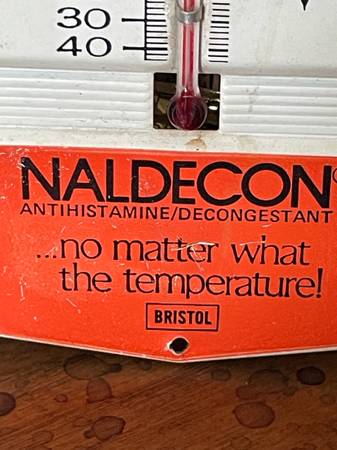 30
40
NALDECON®
ANTIHISTAMINE/DECONGESTANT
...no matter what
the temperature!
BRISTOL